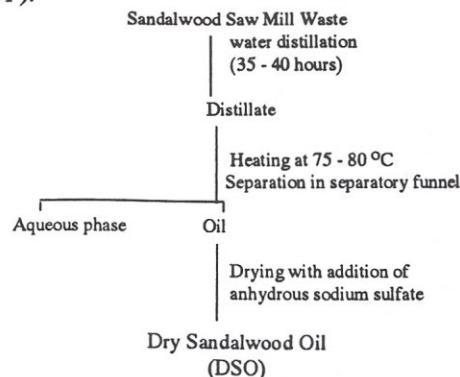 Sandalwood Saw Mill Waste
water distillation
(35 - 40 hours)
Distillate
Heating at 75 - 80 °C
Separation in separatory funnel
Aqueous phase
Oil
Drying with addition of
anhydrous sodium sulfate
Dry Sandalwood Oil
(DSO)